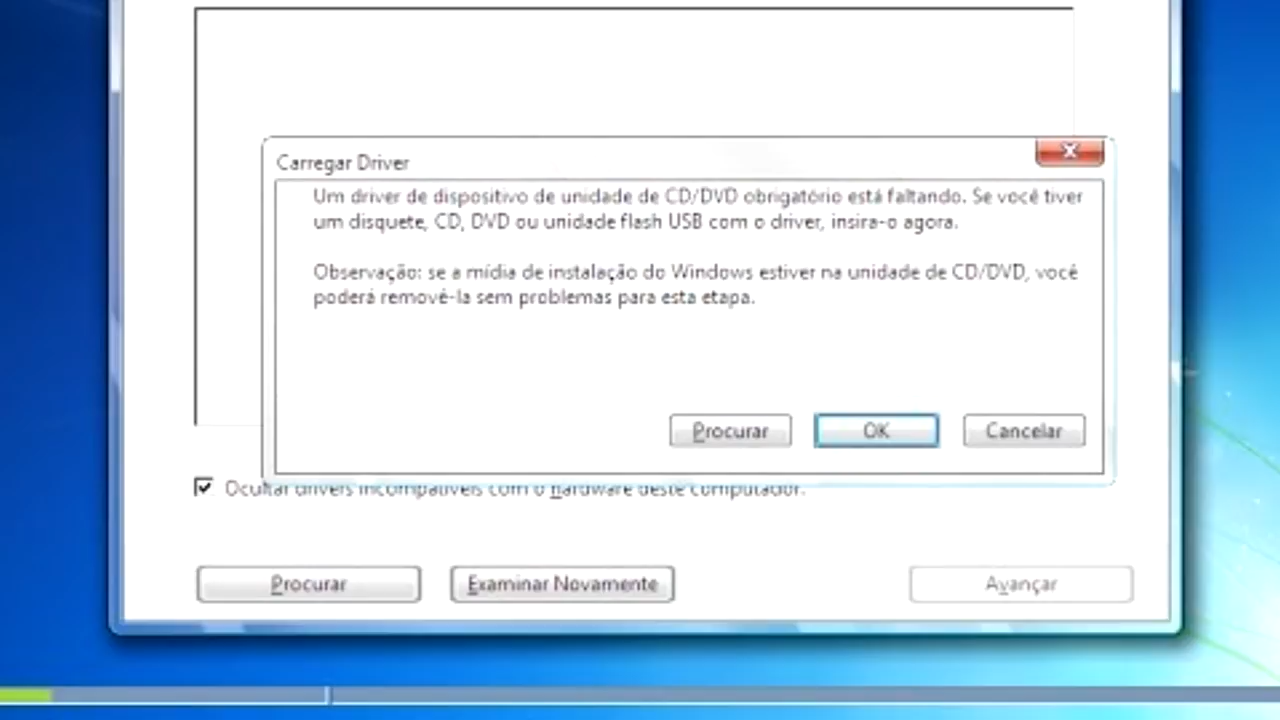 Carregar Driver
Um driver de dispositivo de unidade de CD/DVD obrigatório está faltando. Se você tiver
um disquete, CD, DVD ou unidade flash USB com o driver, insira-o agora.
Observação: se a mídia de instalação do Windows estiver na unidade de CD/DVD, você
poderá removê-la sem problemas para esta etapa.
Procurar
OK
Cancelar
Ocultar drivers incompatíveis com o hardware deste computador.
Procurar
Examinar Novamente
Avançar